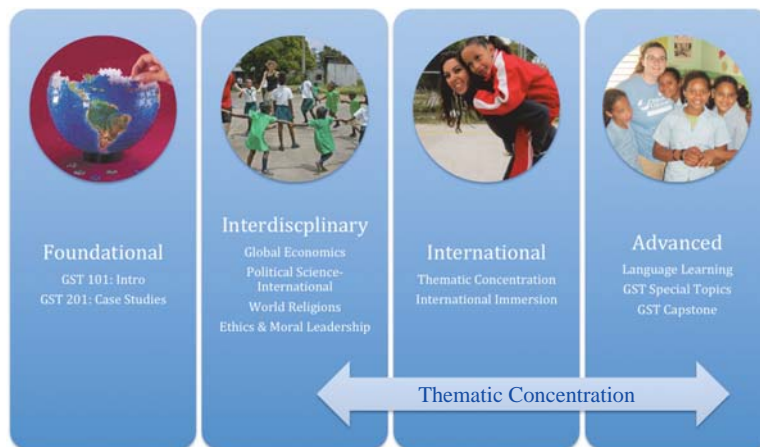 Foundational
GST 101: Intro
GST 201: Case Studies
Interdiscplinary
Global Economics
Political Science-
International
World Religions
Ethics & Moral Leadership
International
Thematic Concentration
International Immersion
Advanced
Language Learning
GST Special Topics
GST Capstone
Thematic Concentration